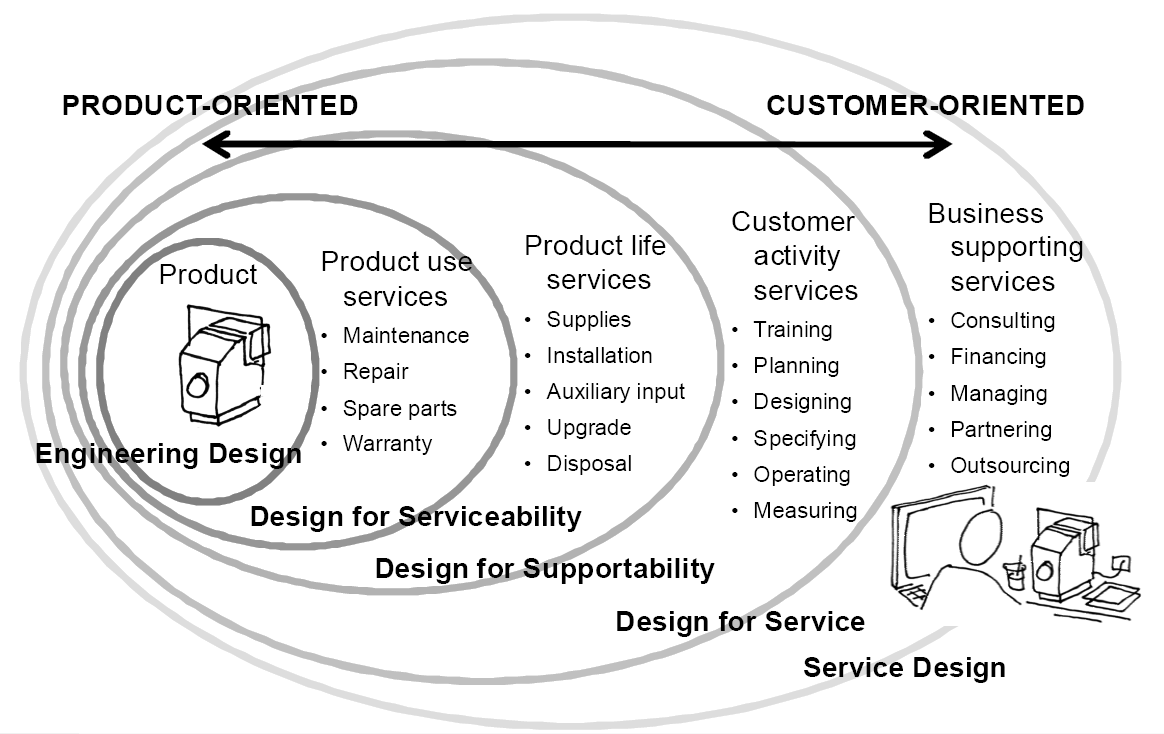 PRODUCT-ORIENTED
CUSTOMER-ORIENTED
Product
Engineering Design
Product use
services
• Maintenance
• Repair
• Spare parts
• Warranty
Design for Serviceability
Product life
services
• Supplies
• Installation
• Auxiliary input
• Upgrade
• Disposal
Design for Supportability
Customer
activity
services
• Training
• Planning
• Designing
• Specifying
• Operating
• Measuring
Design for Service
Business
supporting
services
• Consulting
• Financing
• Managing
• Partnering
• Outsourcing
Service Design